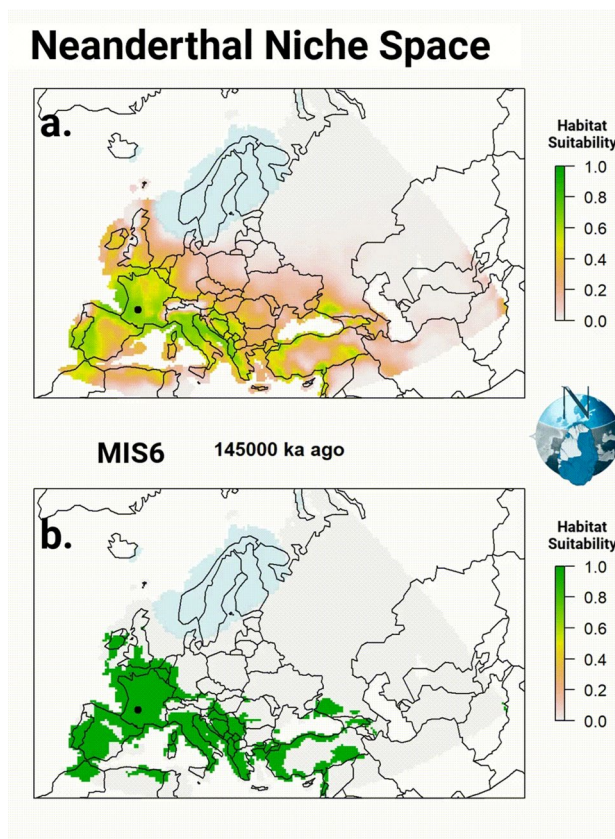 Neanderthal Niche Space
a.
Habitat
Suitability
1.0
0.8
0.6
0.4
0.2
0.0
MIS6 145000 ka ago
N
b.
Habitat
Suitability
1.0
0.8
0.6
0.4
0.2
0.0